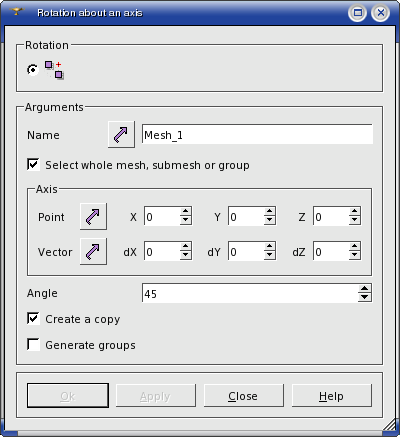 Rotation about an axis
Rotation
Arguments
Name Mesh_1
Select whole mesh, submesh or group
Axis
Point X 0 Y 0 Z 0
Vector dX 0 dY 0 dZ 0
Angle 45
Create a copy
Generate groups
Ok Apply Close Help